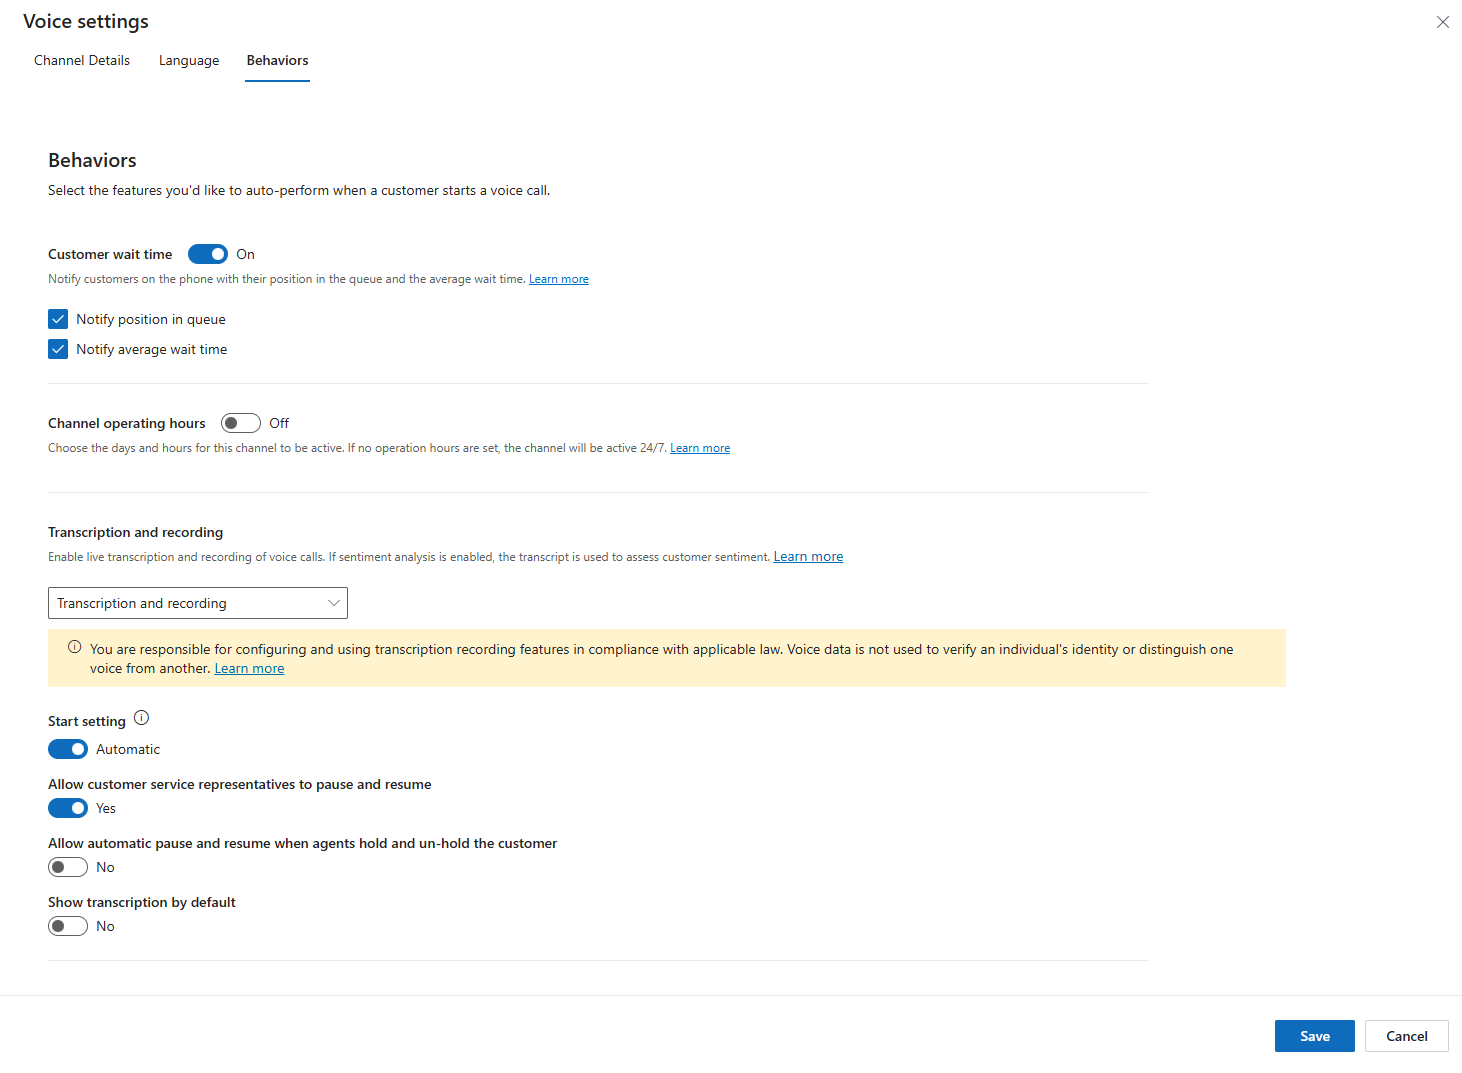 Voice settings
Channel Details Language Behaviors
Behaviors
Select the features you'd like to auto-perform when a customer starts a voice call.
Customer wait time On
Notify customers on the phone with their position in the queue and the average wait time. Learn more
Notify position in queue
Notify average wait time
Channel operating hours Off
Choose the days and hours for this channel to be active. If no operation hours are set, the channel will be active 24/7. Learn more
Transcription and recording
Enable live transcription and recording of voice calls. If sentiment analysis is enabled, the transcript is used to assess customer sentiment. Learn more
Transcription and recording
You are responsible for configuring and using transcription recording features in compliance with applicable law. Voice data is not used to verify an individual's identity or distinguish one
voice from another. Learn more
Start setting
Automatic
Allow customer service representatives to pause and resume
Yes
Allow automatic pause and resume when agents hold and un-hold the customer
No
Show transcription by default
No
Save Cancel